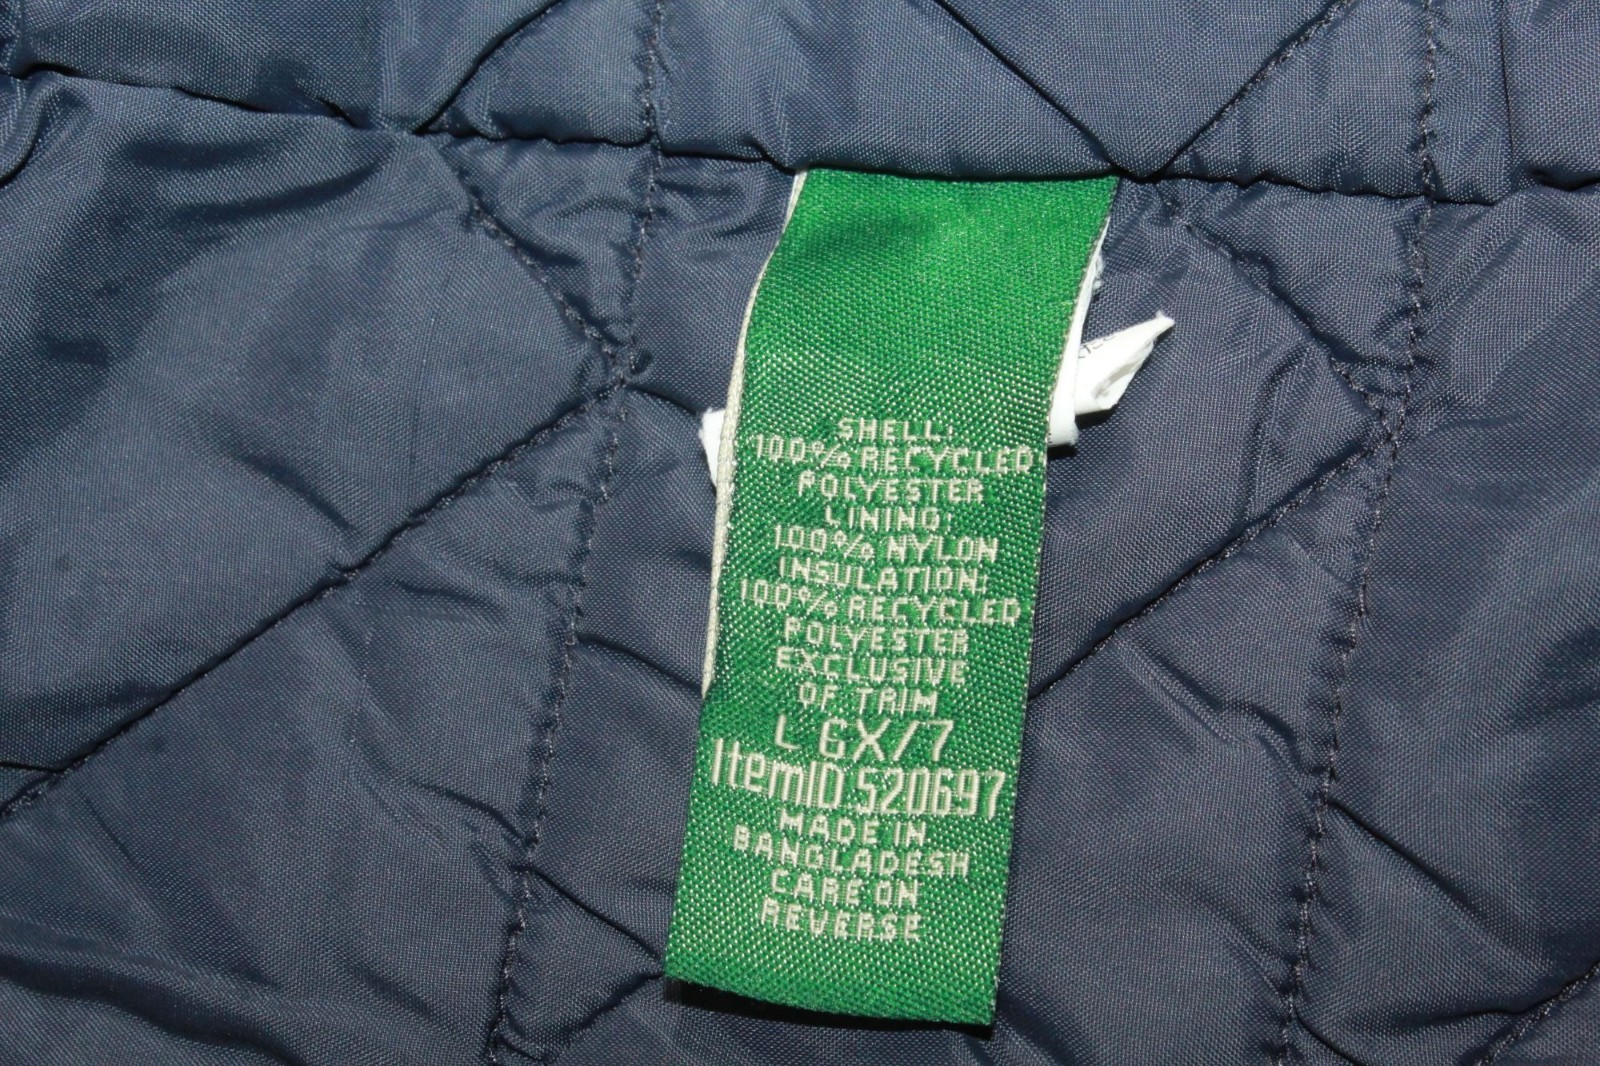 SHELL:
100% RECYCLED
POLYESTER
LINING:
100% NYLON
INSULATION:
100% RECYCLED
POLYESTER
EXCLUSIVE
OF TRIM
L 6X/7
ItemID 520697
MADE IN
BANGLADESH
CARE ON
REVERSE